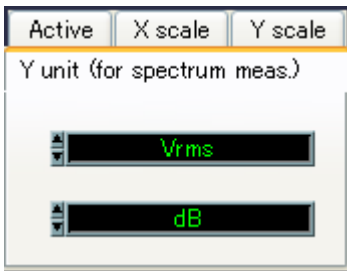 Active X scale Y scale
Y unit (for spectrum meas.)
Vrms
dB